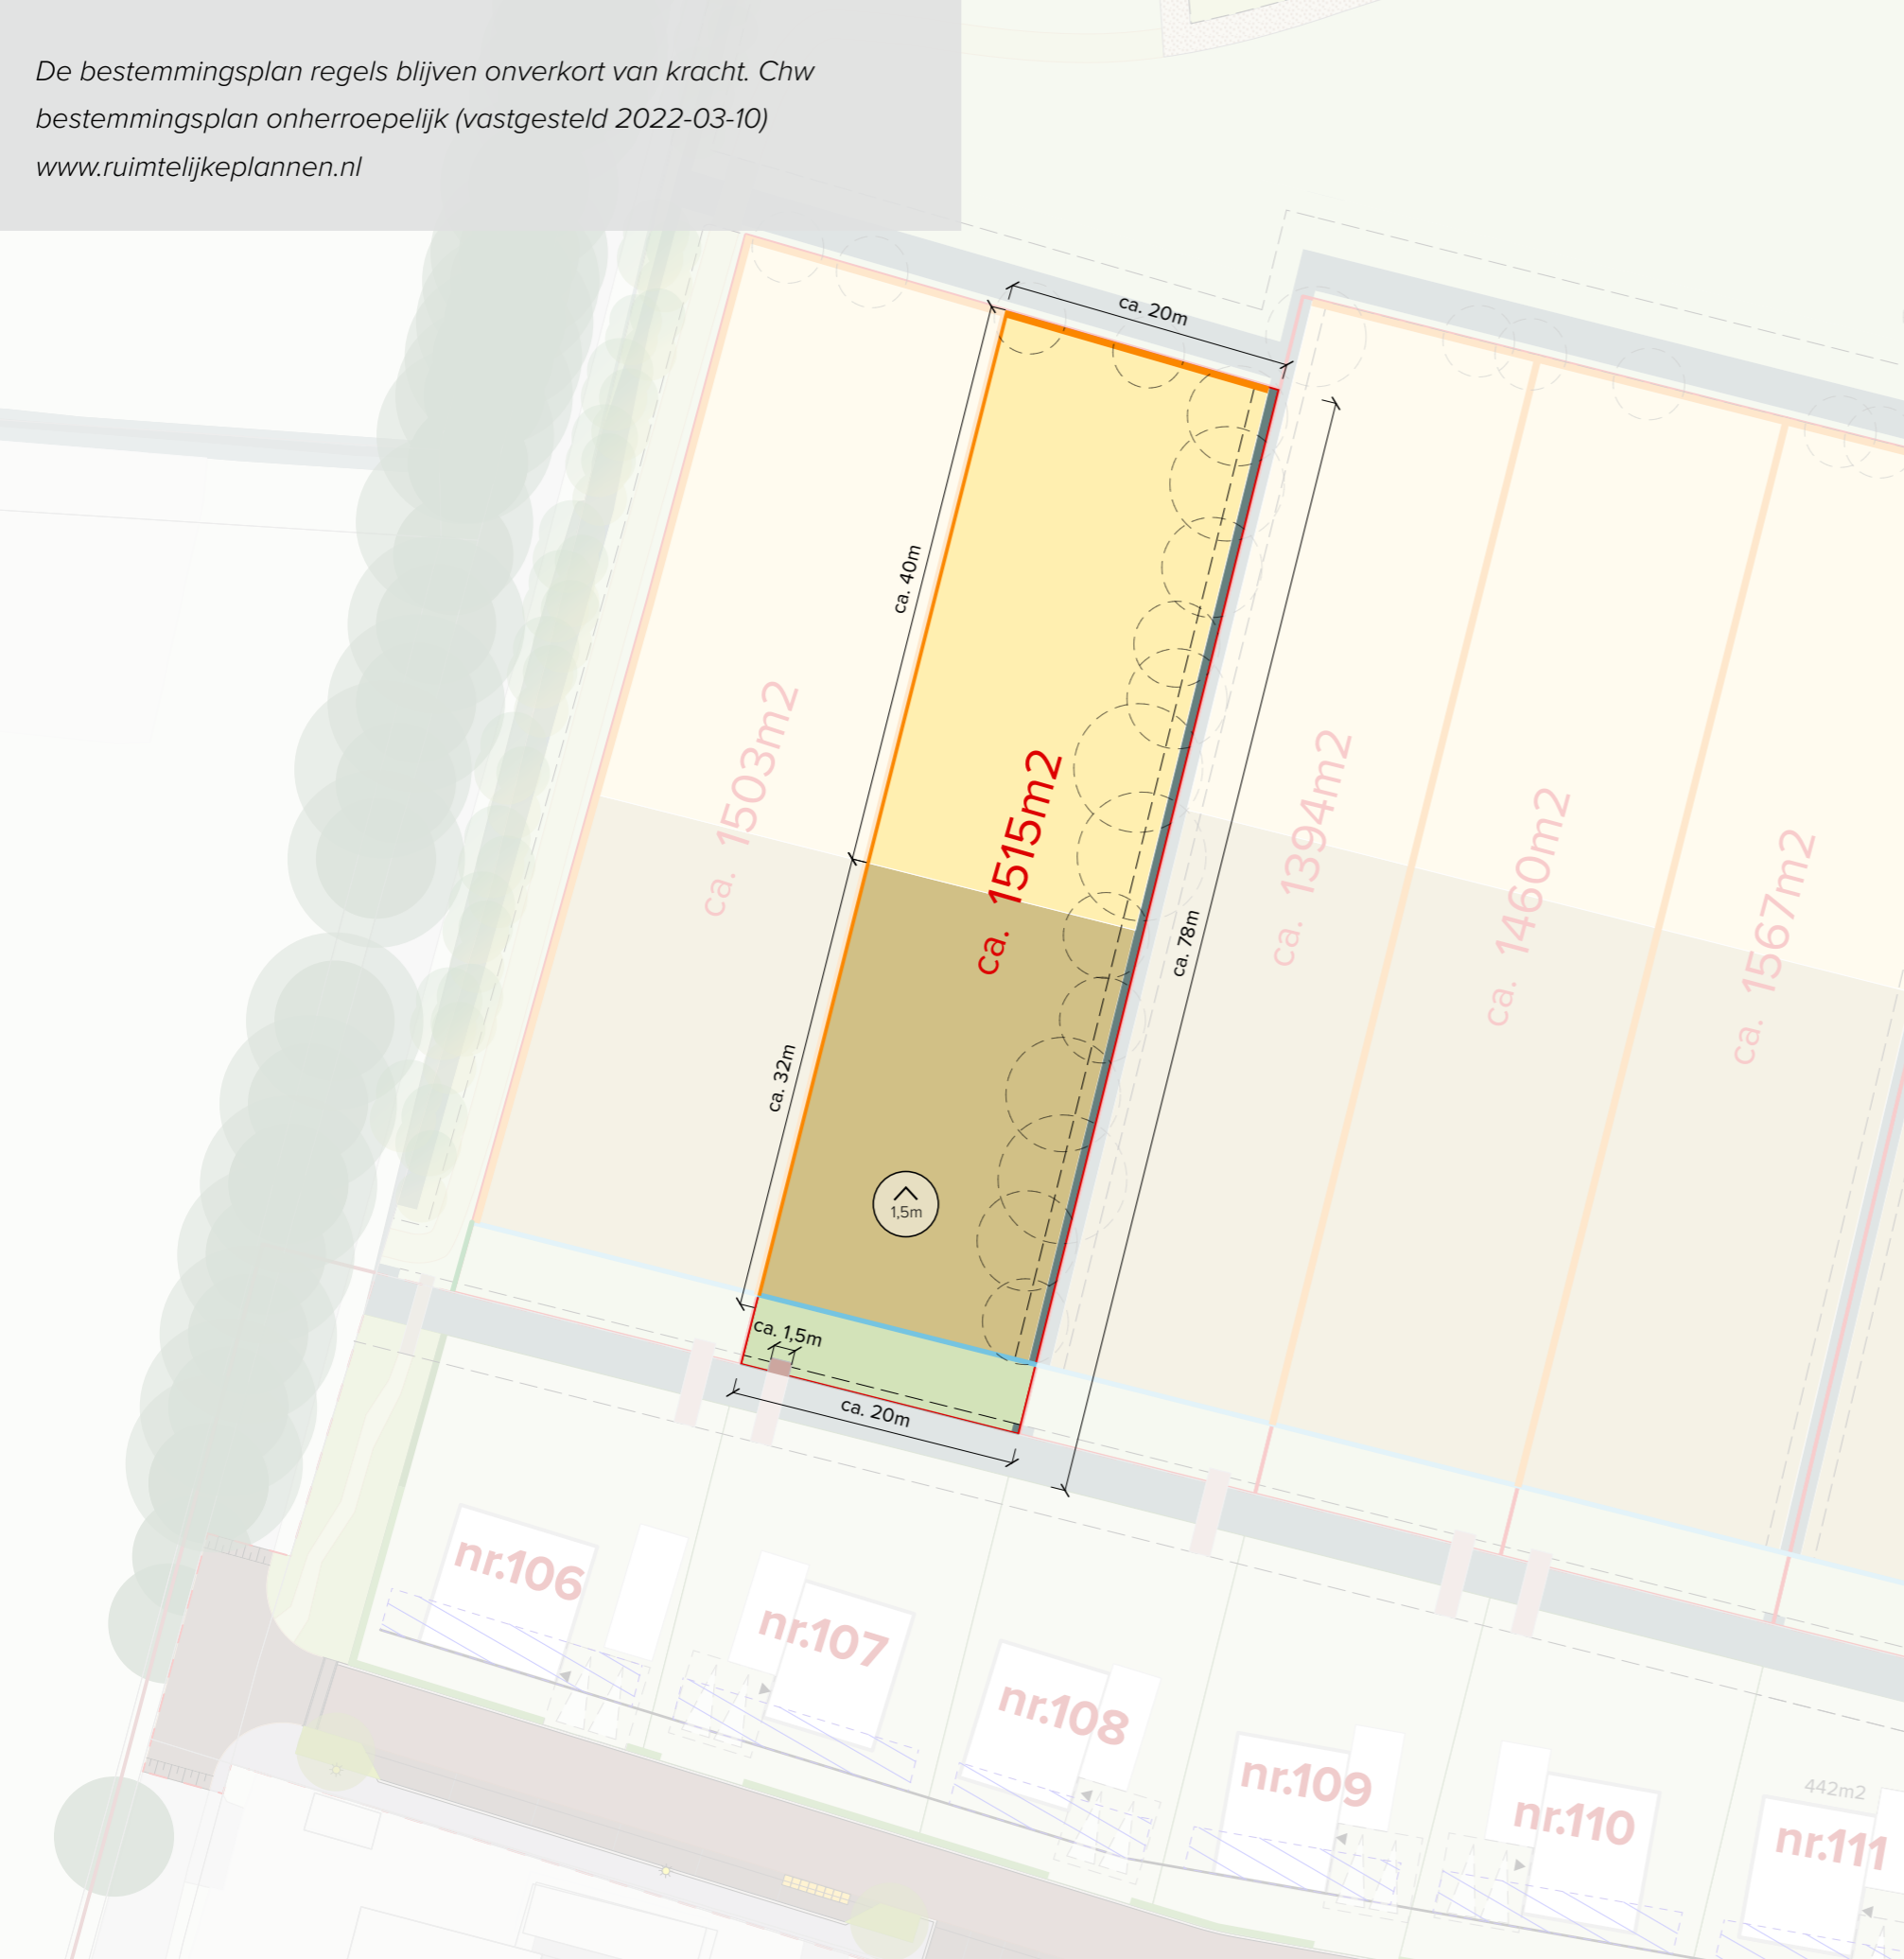 De bestemmingsplan regels blijven onverkort van kracht. Chw
bestemmingsplan onherroepelijk (vastgesteld 2022-03-10)
www.ruimtelijkeplannen.nl
ca. 20m
ca. 40m
ca. 1503m2
ca. 1515m2
ca. 1394m2
ca. 1460m2
ca. 1567m2
ca. 78m
ca. 32m
1,5m
ca. 1,5m
ca. 20m
nr.106
nr.107
nr.108
nr.109
nr.110
442m2
nr.111